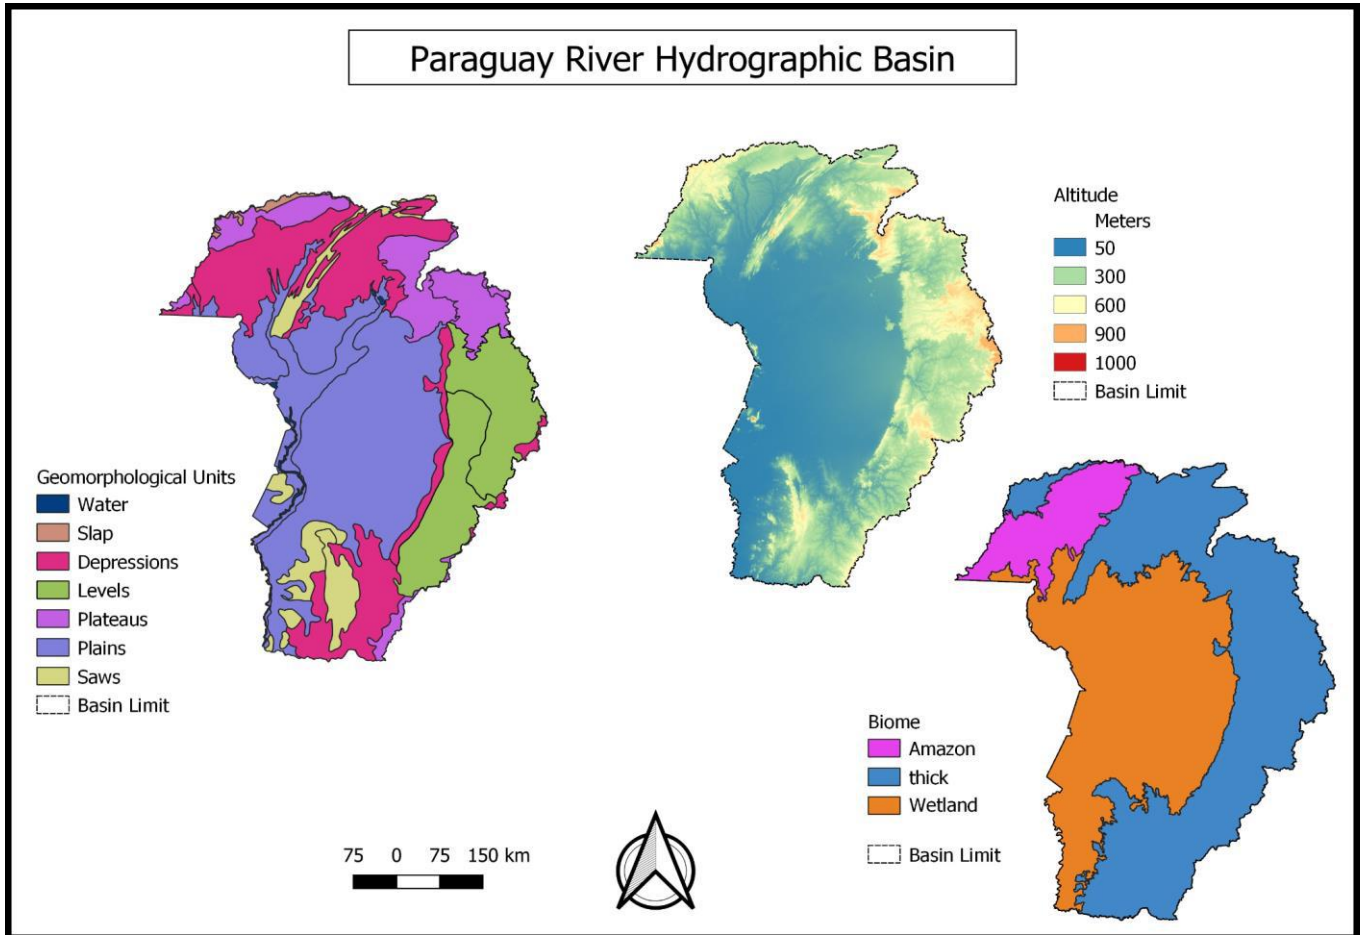 Paraguay River Hydrographic Basin
Geomorphological Units
Water
Slap
Depressions
Levels
Plateaus
Plains
Saws
Basin Limit
Altitude
Meters
50
300
600
900
1000
Basin Limit
Biome
Amazon
thick
Wetland
Basin Limit
75 0 75 150 km